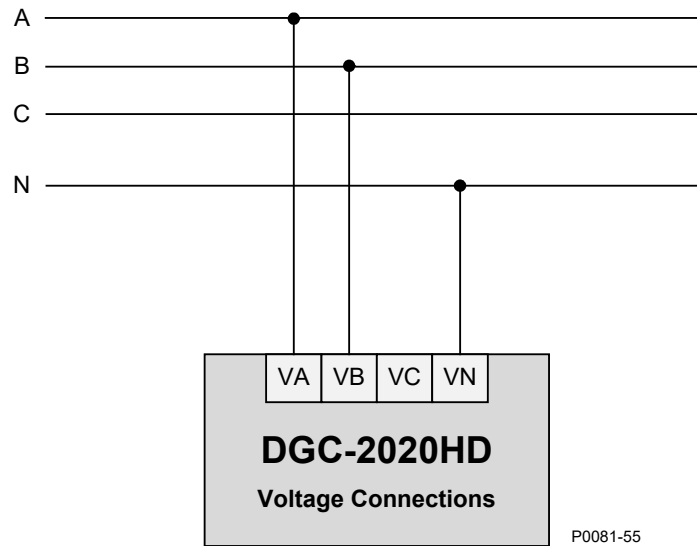 A
B
C
N
VA VB VC VN
DGC-2020HD
Voltage Connections
P0081-55